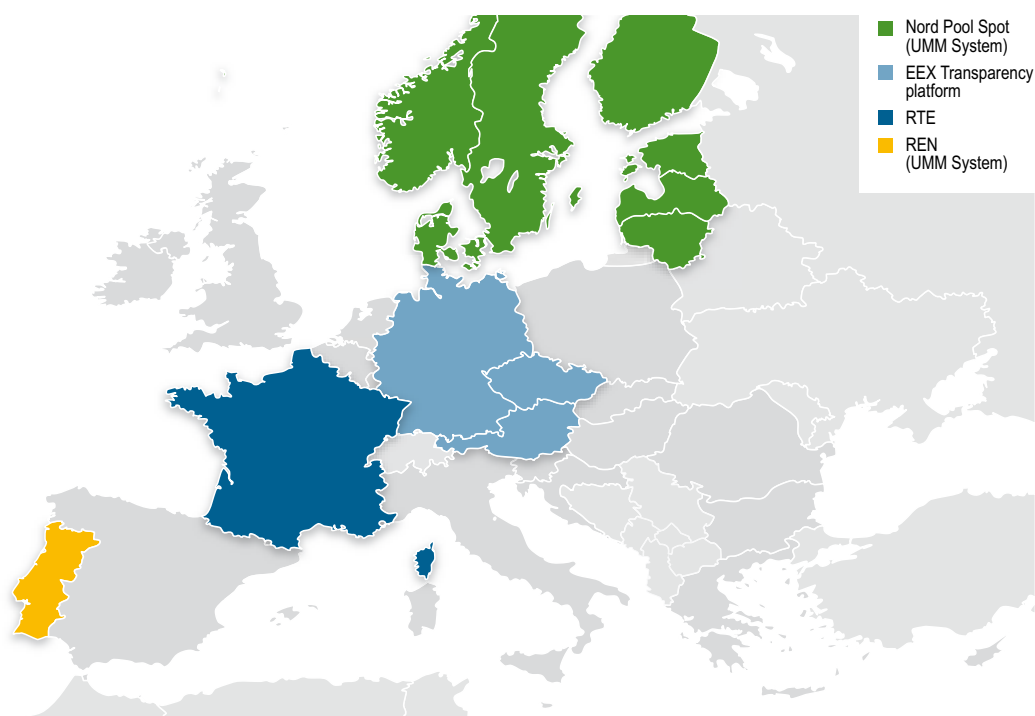 Nord Pool Spot
(UMM System)
EEX Transparency
platform
RTE
REN
(UMM System)